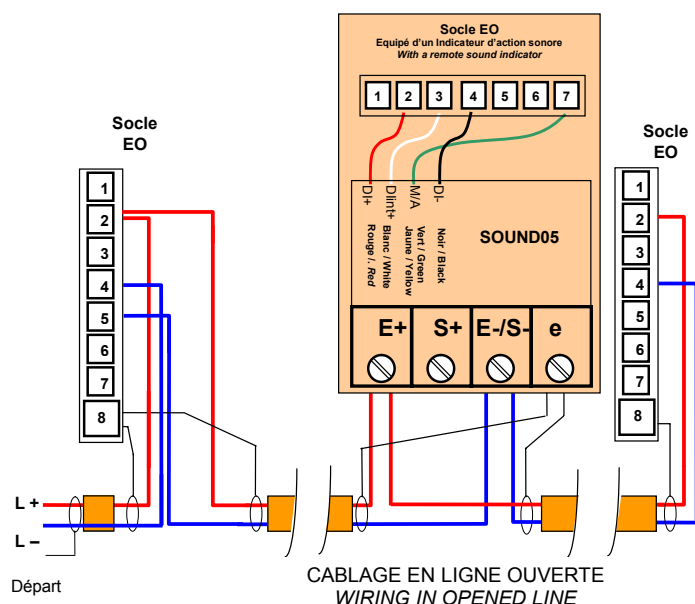 Socle EO
Equipé d'un Indicateur d'action sonore
With a remote sound indicator
1 2 3 4 5 6 7
Socle
EO
1
2
3
4
5
6
7
8
DI+
DIint+
M/A
DI-
Rouge /. Red
Blanc / White
Jaune / Yellow
Vert / Green
Noir / Black
SOUND05
E+ S+ E-/S- e
Socle
EO
1
2
3
4
5
6
7
8
L +
L –
Départ
CABLAGE EN LIGNE OUVERTE
WIRING IN OPENED LINE